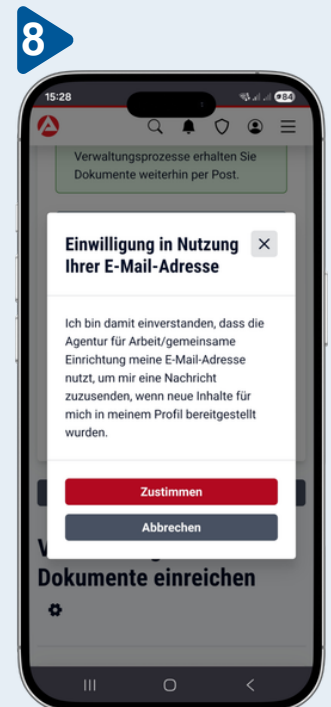 8
15:28
84
Verwaltungsprozesse erhalten Sie
Dokumente weiterhin per Post.
Einwilligung in Nutzung
Ihrer E-Mail-Adresse
Ich bin damit einverstanden, dass die
Agentur für Arbeit/gemeinsame
Einrichtung meine E-Mail-Adresse
nutzt, um mir eine Nachricht
zuzusenden, wenn neue Inhalte für
mich in meinem Profil bereitgestellt
wurden.
Zustimmen
Abbrechen
Dokumente einreichen